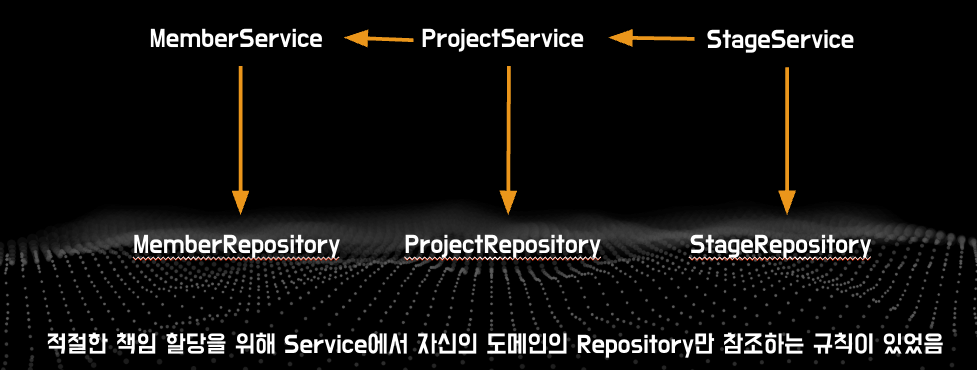 MemberService ProjectService StageService
MemberRepository ProjectRepository StageRepository
적절한 책임 할당을 위해 Service에서 자신의 도메인의 Repository만 참조하는 규칙이 있었음